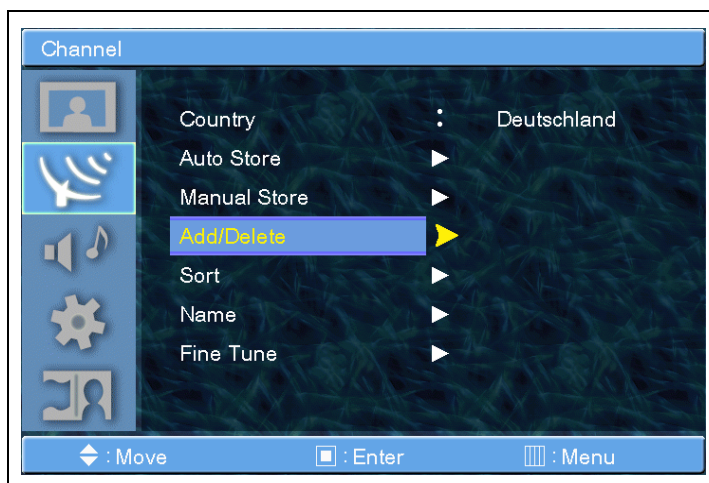 Channel
Country : Deutschland
Auto Store
Manual Store
Add/Delete
Sort
Name
Fine Tune
: Move : Enter : Menu